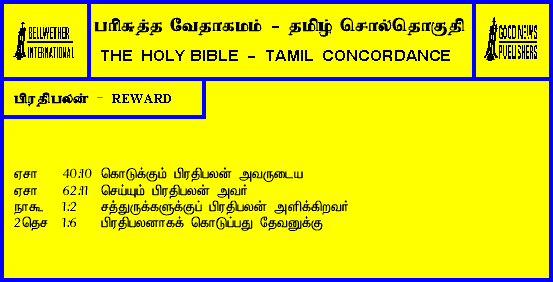 BELLWETHER
INTERNATIONAL
பரிசுத்த வேதாகமம் - தமிழ் சொல்தொகுதி
THE HOLY BIBLE - TAMIL CONCORDANCE
GOOD NEWS
PUBLISHERS
பிரதிபலன் - REWARD
ஏசா 40:10 கொடுக்கும் பிரதிபலன் அவருடைய
ஏசா 62:11 செய்யும் பிரதிபலன் அவர்
நாகூ 1:2 சத்துருக்களுக்குப் பிரதிபலன் அளிக்கிறவர்
2தெச 1:6 பிரதிபலனாகக் கொடுப்பது தேவனுக்கு